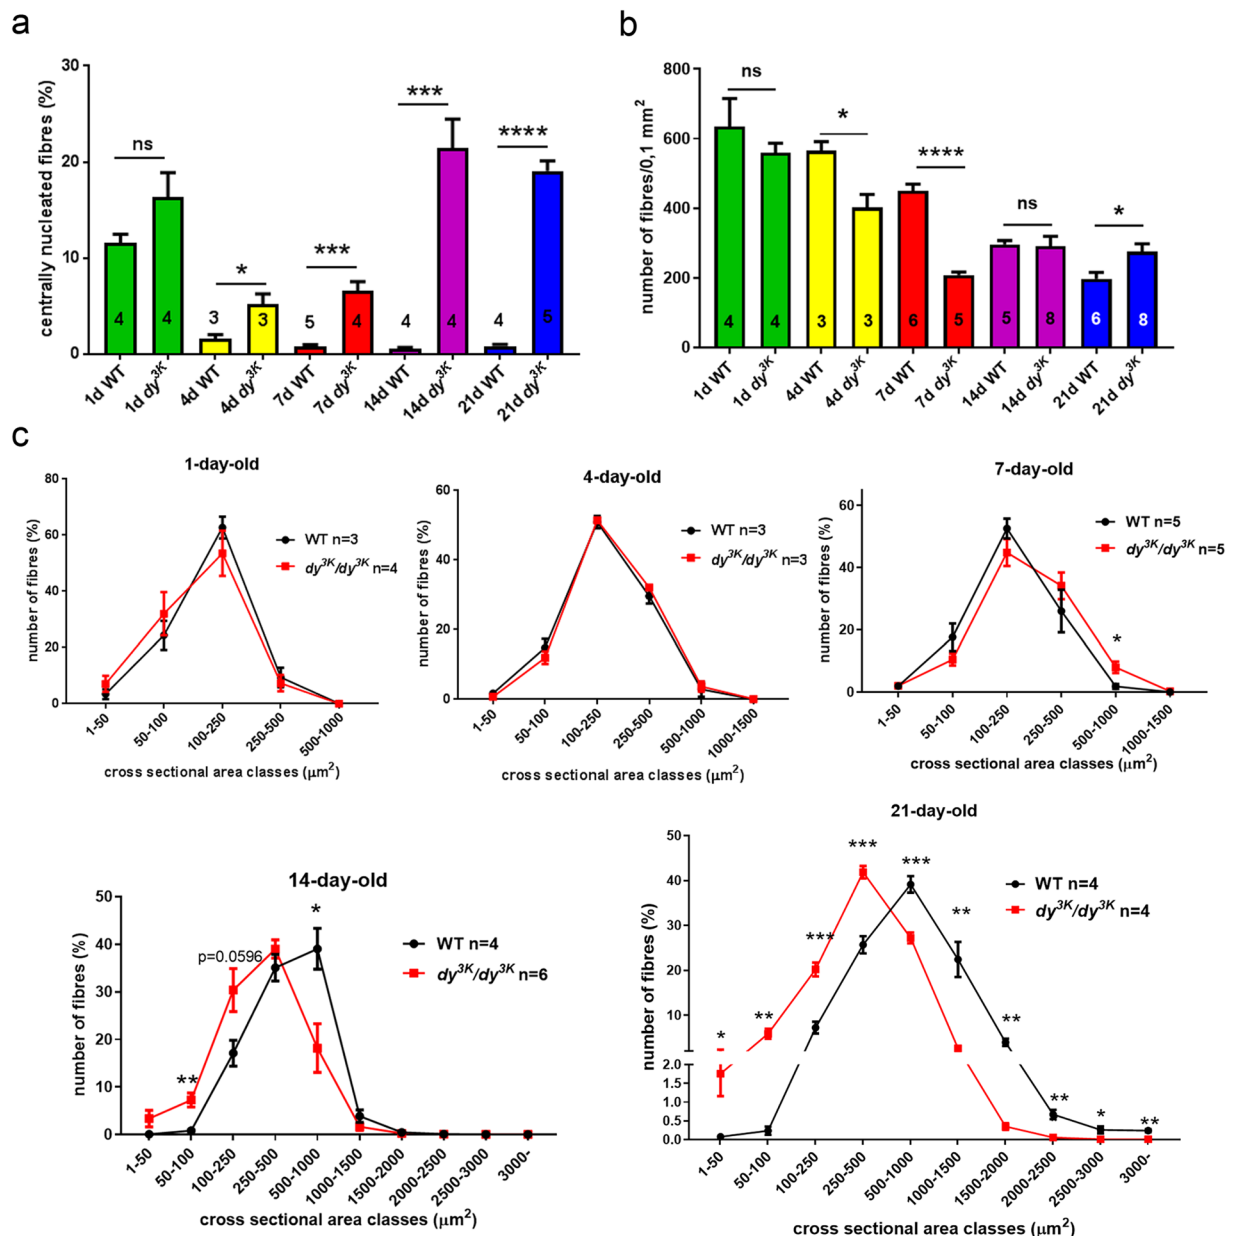 a
centrally nucleated fibres (%)
30
20
10
0
ns
*
***
***
****
4
4
3
3
5
4
4
4
4
5
1d WT
1d dy3K
4d WT
4d dy3K
7d WT
7d dy3K
14d WT
14d dy3K
21d WT
21d dy3K
b
number of fibres/0,1 mm2
800
600
400
200
0
ns
*
****
ns
*
4
4
3
3
6
5
5
8
6
8
1d WT
1d dy3K
4d WT
4d dy3K
7d WT
7d dy3K
14d WT
14d dy3K
21d WT
21d dy3K
c
1-day-old
number of fibres (%)
80
60
40
20
0
WT n=3
dy3K/dy3K n=4
1-50
50-100
100-250
250-500
500-1000
cross sectional area classes (μm2)
4-day-old
number of fibres (%)
60
40
20
0
WT n=3
dy3K/dy3K n=3
1-50
50-100
100-250
250-500
500-1000
1000-1500
cross sectional area classes (μm2)
7-day-old
number of fibres (%)
60
40
20
0
WT n=5
dy3K/dy3K n=5
*
1-50
50-100
100-250
250-500
500-1000
1000-1500
cross sectional area classes (μm2)
14-day-old
number of fibres (%)
50
40
30
20
10
0
**
p=0.0596
*
WT n=4
dy3K/dy3K n=6
1-50
50-100
100-250
250-500
500-1000
1000-1500
1500-2000
2000-2500
2500-3000
3000-
cross sectional area classes (μm2)
21-day-old
number of fibres (%)
50
40
30
20
10
2.0
1.5
1.0
0.5
0.0
*
**
***
***
***
**
**
**
*
**
WT n=4
dy3K/dy3K n=4
1-50
50-100
100-250
250-500
500-1000
1000-1500
1500-2000
2000-2500
2500-3000
3000-
cross sectional area classes (μm2)